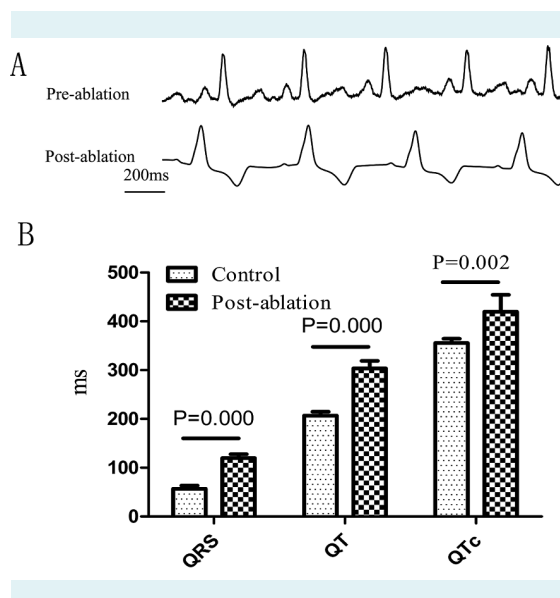 A
Pre-ablation
Post-ablation
200ms
B
P=0.002
500
Control
Post-ablation
400
P=0.000
300
ms
200
P=0.000
100
0
QRS
QT
QTc